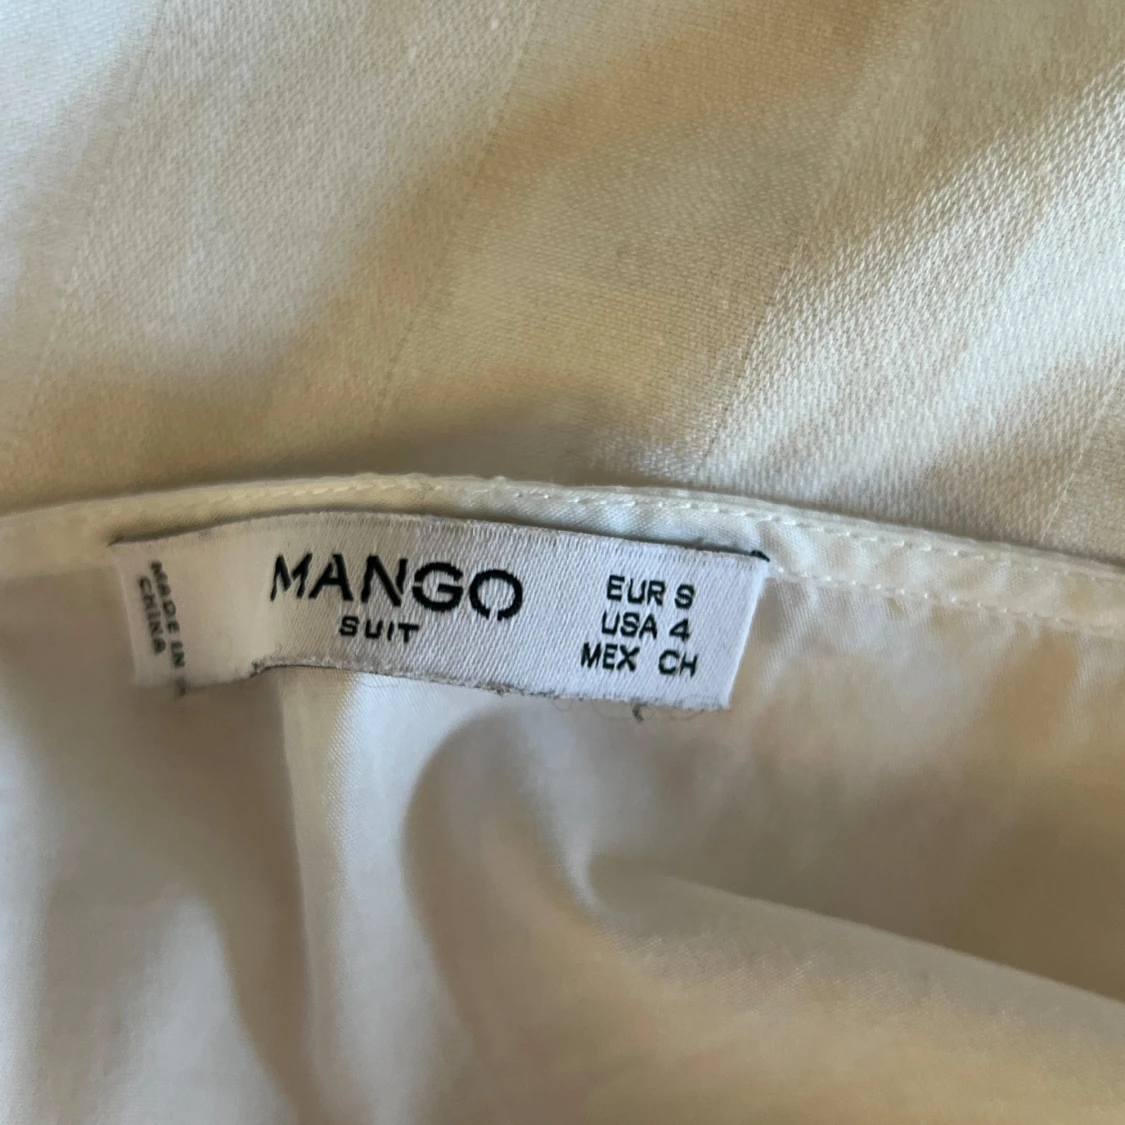 MANGO
SUIT
EUR S
USA 4
MEX CH
MADE IN
CHINA